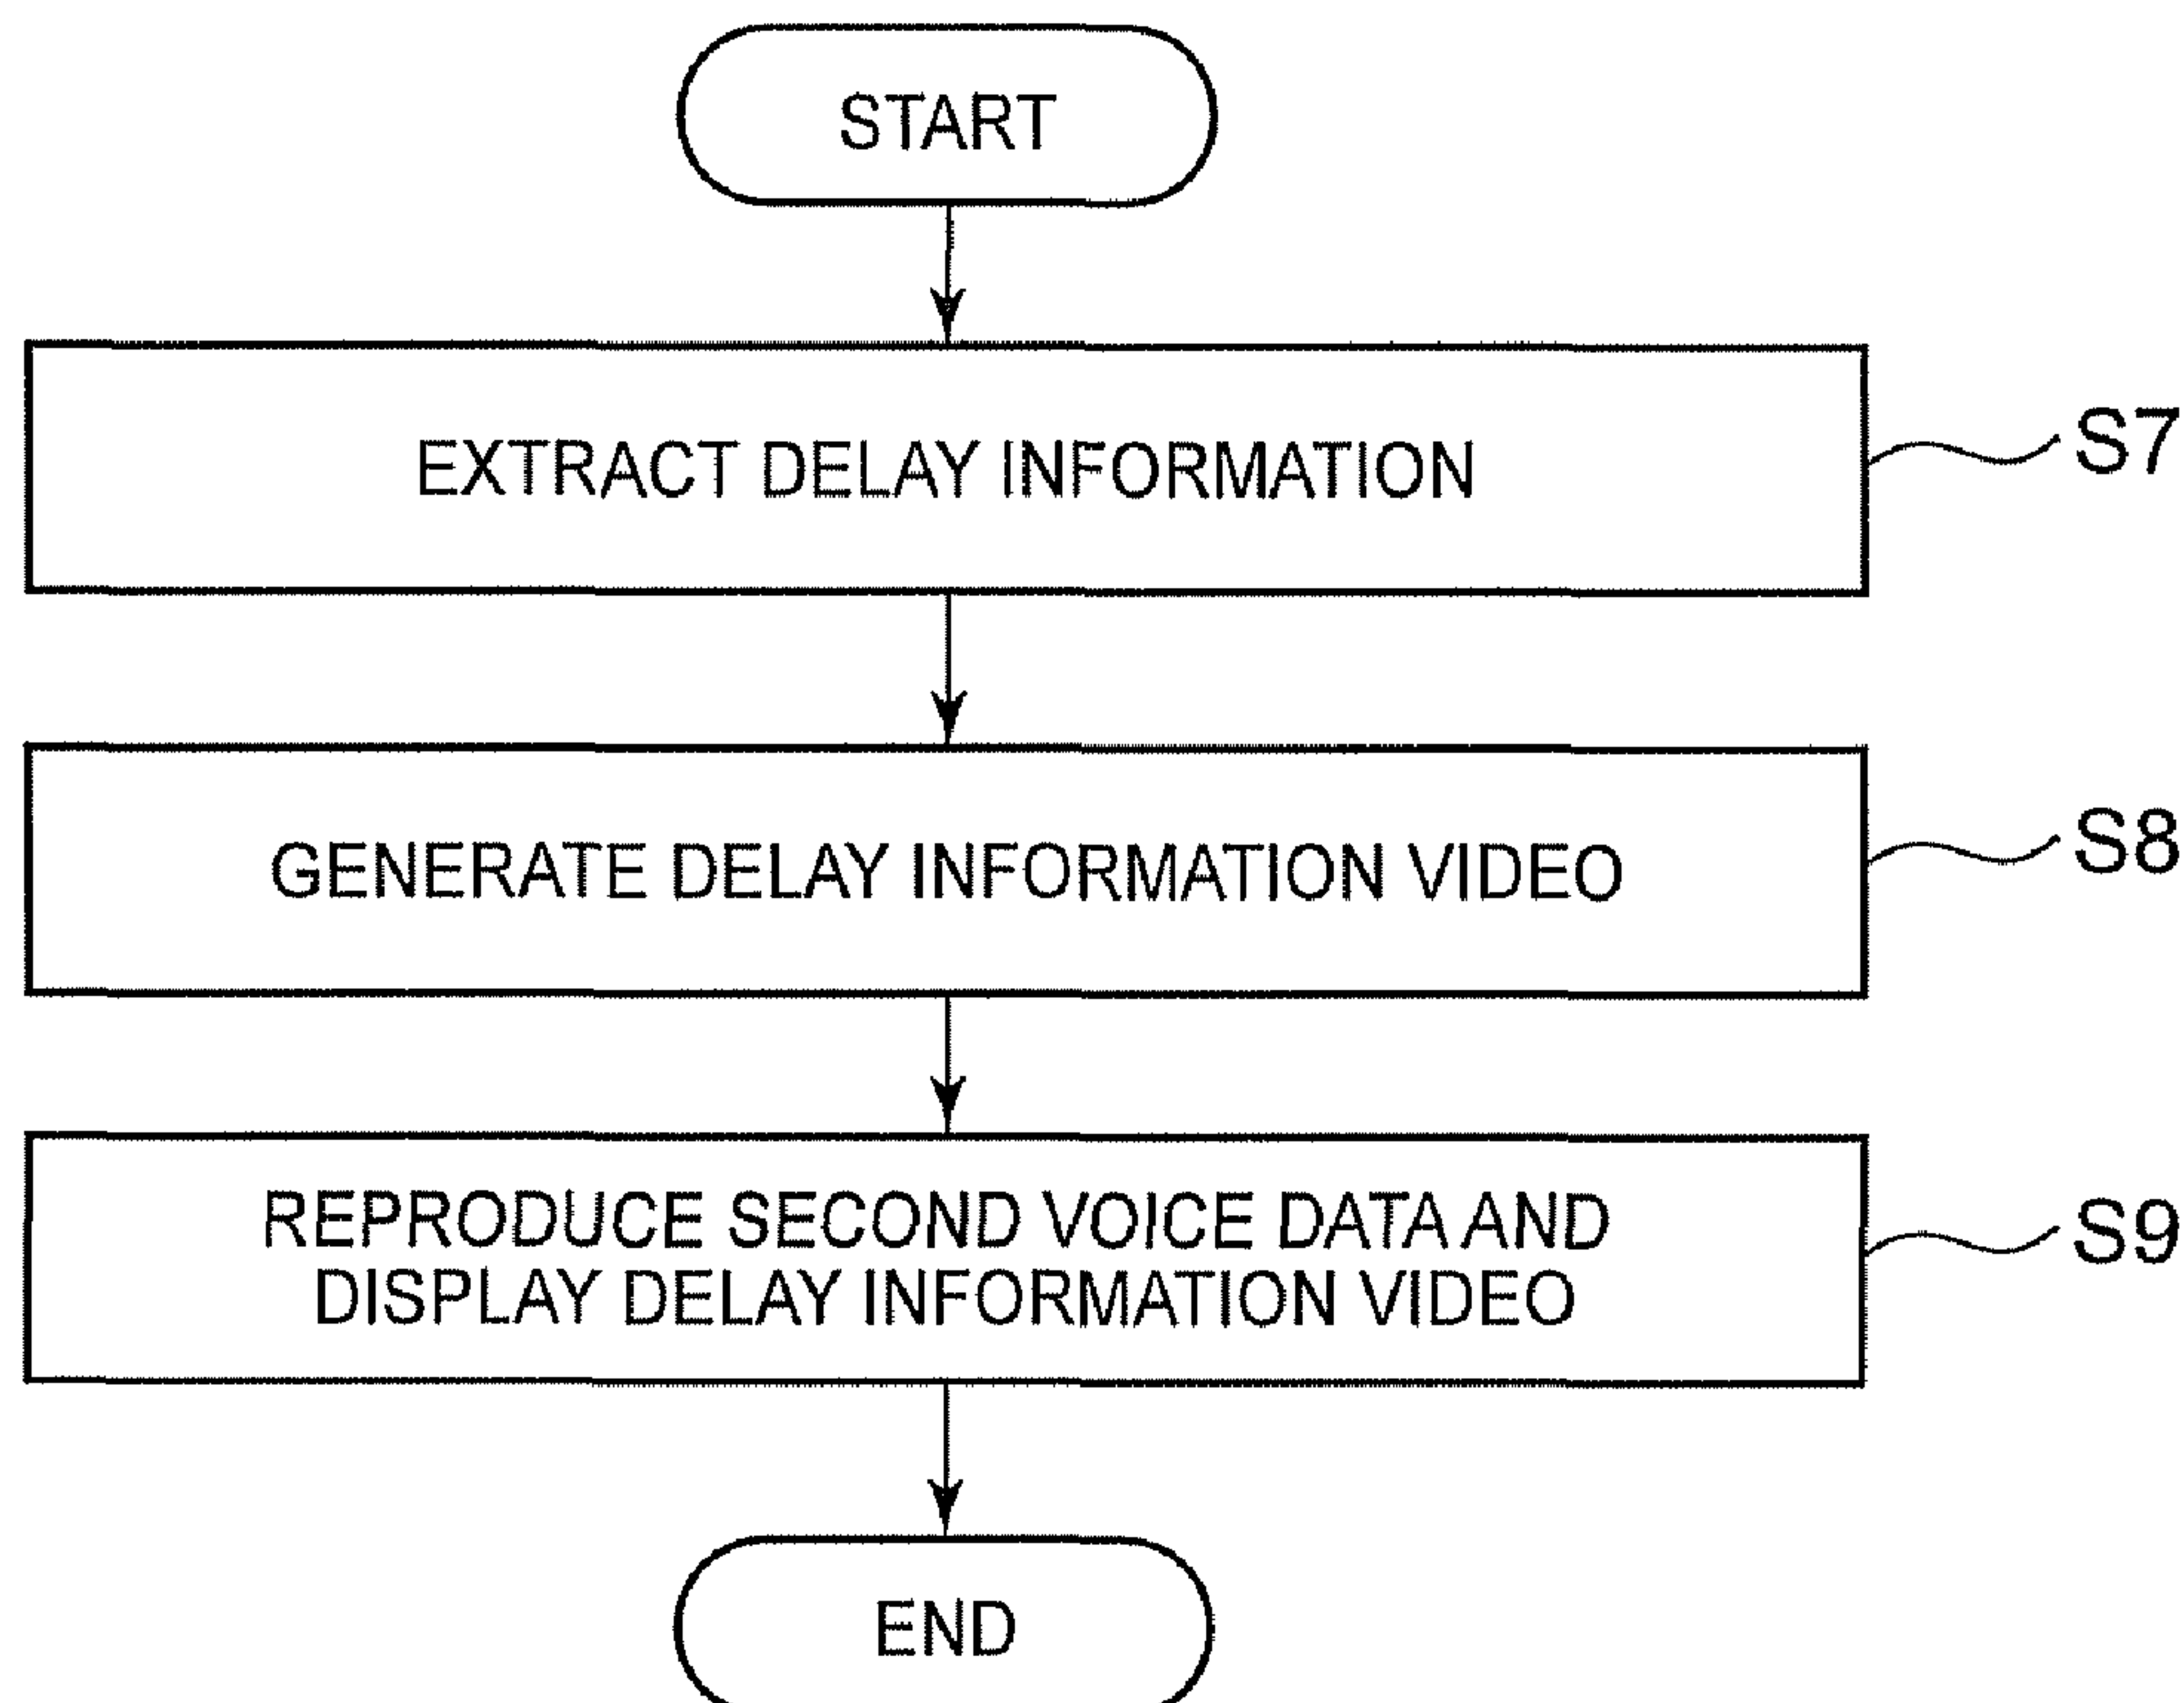 START
EXTRACT DELAY INFORMATION
S7
GENERATE DELAY INFORMATION VIDEO
S8
REPRODUCE SECOND VOICE DATA AND
DISPLAY DELAY INFORMATION VIDEO
S9
END